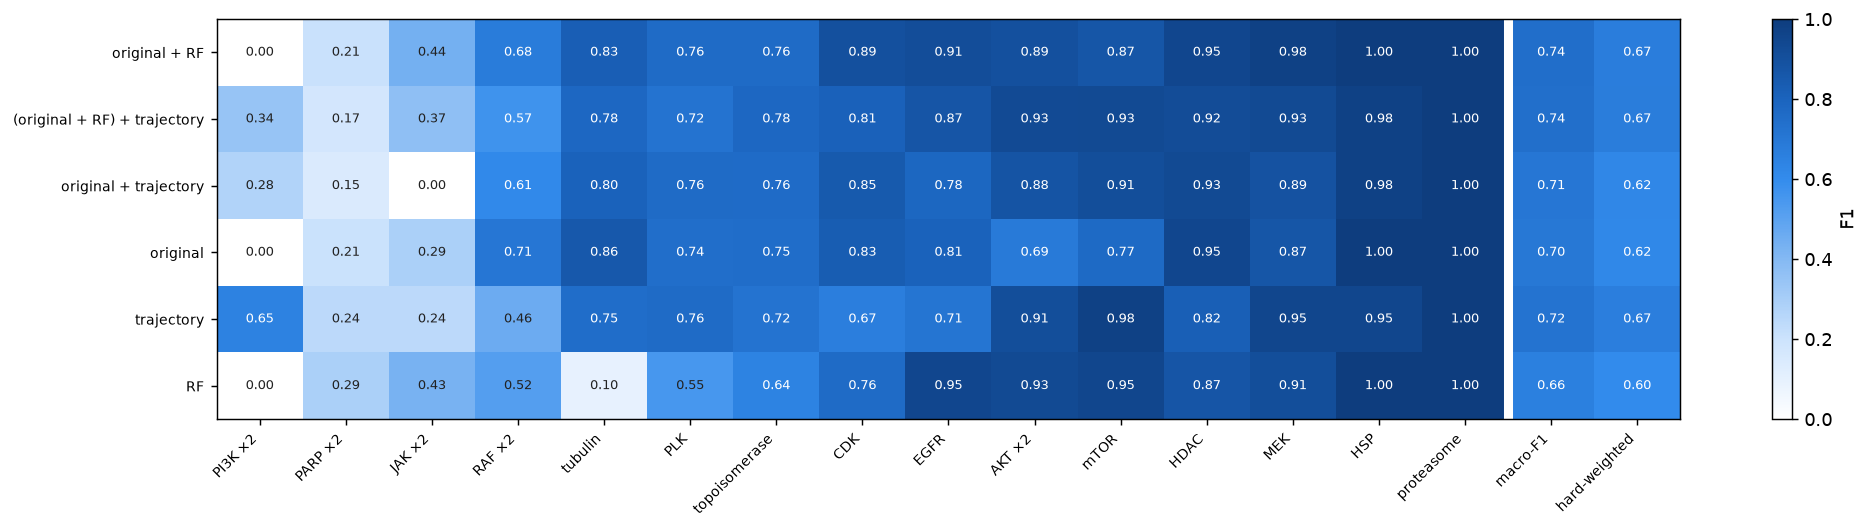 original + RF 0.00 0.21 0.44 0.68 0.83 0.76 0.76 0.89 0.91 0.89 0.87 0.95 0.98 1.00 1.00 0.74 0.67
(original + RF) + trajectory 0.34 0.17 0.37 0.57 0.78 0.72 0.78 0.81 0.87 0.93 0.93 0.92 0.93 0.98 1.00 0.74 0.67
original + trajectory 0.28 0.15 0.00 0.61 0.80 0.76 0.76 0.85 0.78 0.88 0.91 0.93 0.89 0.98 1.00 0.71 0.62
original 0.00 0.21 0.29 0.71 0.86 0.74 0.75 0.83 0.81 0.69 0.77 0.95 0.87 1.00 1.00 0.70 0.62
trajectory 0.65 0.24 0.24 0.46 0.75 0.76 0.72 0.67 0.71 0.91 0.98 0.82 0.95 0.95 1.00 0.72 0.67
RF 0.00 0.29 0.43 0.52 0.10 0.55 0.64 0.76 0.95 0.93 0.95 0.87 0.91 1.00 1.00 0.66 0.60
PI3K ×2
PARP ×2
JAK ×2
RAF ×2
tubulin
PLK
topoisomerase
CDK
EGFR
AKT ×2
mTOR
HDAC
MEK
HSP
proteasome
macro-F1
hard-weighted
1.0
0.8
0.6
0.4
0.2
0.0
F1